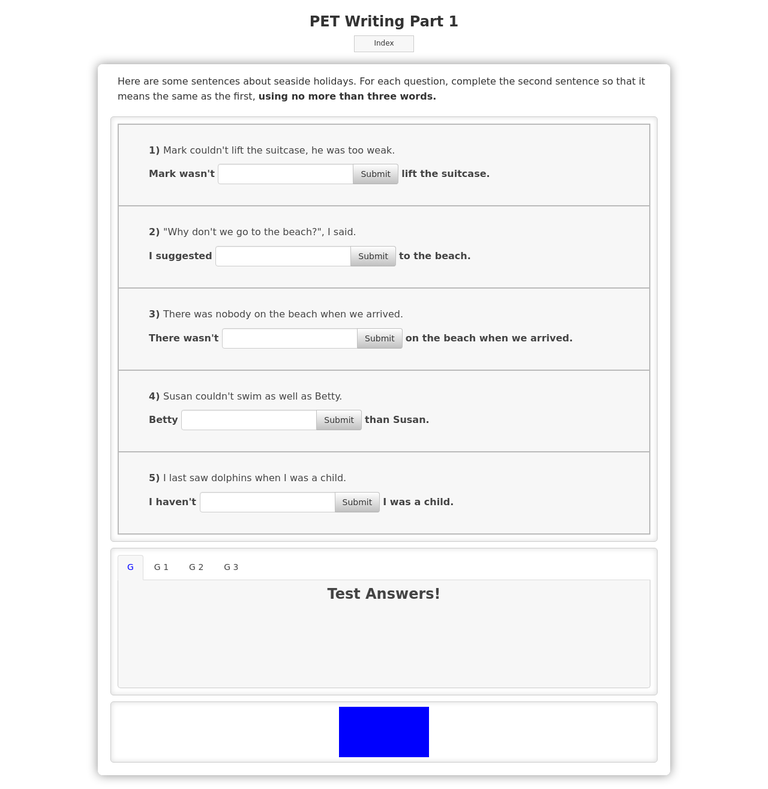 PET Writing Part 1
Index
Here are some sentences about seaside holidays. For each question, complete the second sentence so that it
means the same as the first, using no more than three words.
1) Mark couldn't lift the suitcase, he was too weak.
Mark wasn't Submit lift the suitcase.
2) "Why don't we go to the beach?", I said.
I suggested Submit to the beach.
3) There was nobody on the beach when we arrived.
There wasn't Submit on the beach when we arrived.
4) Susan couldn't swim as well as Betty.
Betty Submit than Susan.
5) I last saw dolphins when I was a child.
I haven't Submit I was a child.
G G 1 G 2 G 3
Test Answers!